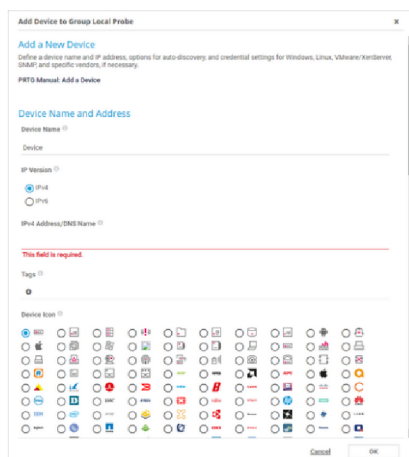 Add Device to Group Local Probe
x
Add a New Device
Define a device name and IP address, options for auto-discovery, and credential settings for Windows, Linux, VMware/XenServer,
SNMP, and specific vendors, if necessary.
PRTG Manual: Add a Device
Device Name and Address
Device Name
Device
IP Version
IPv4
IPv6
IPv4 Address/DNS Name
This field is required.
Tags
Device Icon
Cancel
OK